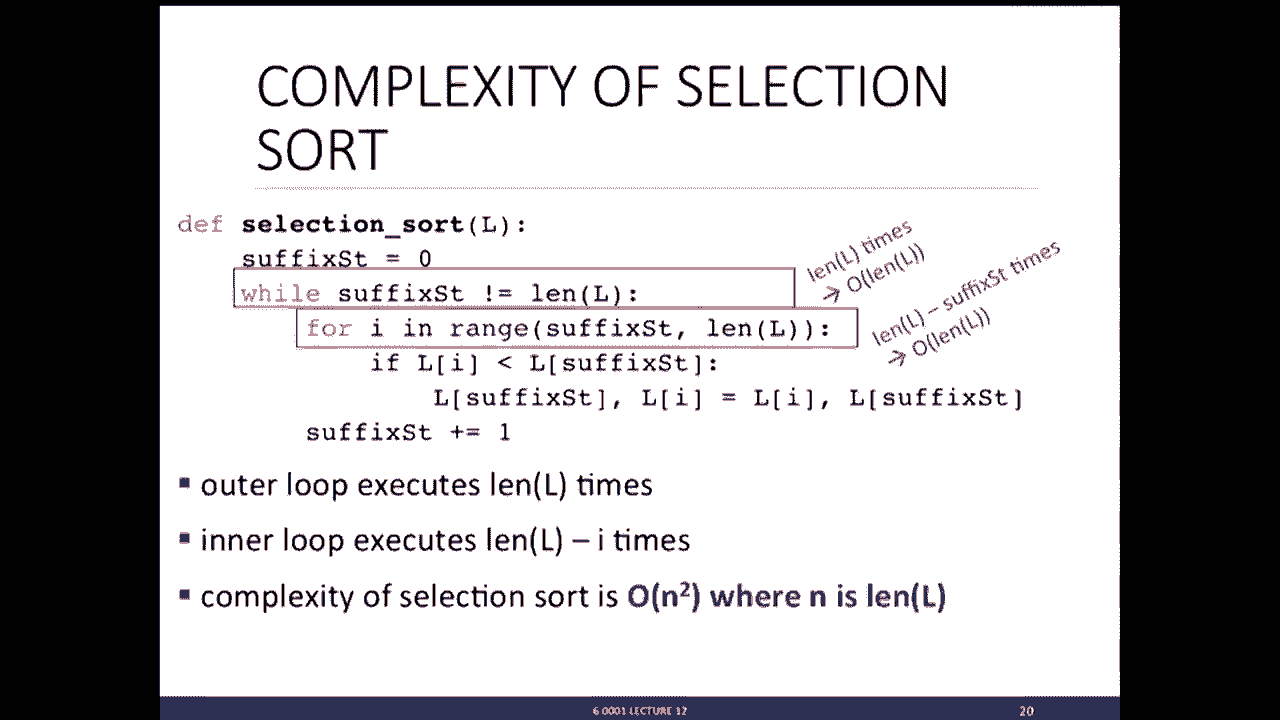 COMPLEXITY OF SELECTION
SORT
def selection_sort(L):
suffixSt = 0
while suffixSt != len(L):
for i in range(suffixSt, len(L)):
if L[i] < L[suffixSt]:
L[suffixSt], L[i] = L[i], L[suffixSt]
suffixSt += 1
len(L) times
→ O(len(L))
len(L) – suffixSt times
→ O(len(L))
▪ outer loop executes len(L) times
▪ inner loop executes len(L) – i times
▪ complexity of selection sort is O(n²) where n is len(L)
6.0001 LECTURE 12
20